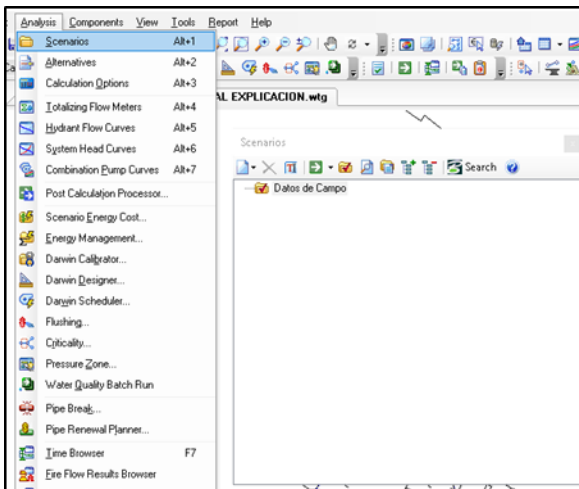 Analysis Components View Tools Report Help
Scenarios Alt+1
Alternatives Alt+2
Calculation Options Alt+3
Totalizing Flow Meters Alt+4
Hydrant Flow Curves Alt+5
System Head Curves Alt+6
Combination Pump Curves Alt+7
Post Calculation Processor...
Scenario Energy Cost...
Energy Management...
Darwin Calibrator...
Darwin Designer...
Darwin Scheduler...
Flushing...
Criticality...
Pressure Zone...
Water Quality Batch Run
Pipe Break...
Pipe Renewal Planner...
Time Browser F7
Fire Flow Results Browser
AL EXPLICACION.wtg
Scenarios
Search
Datos de Campo